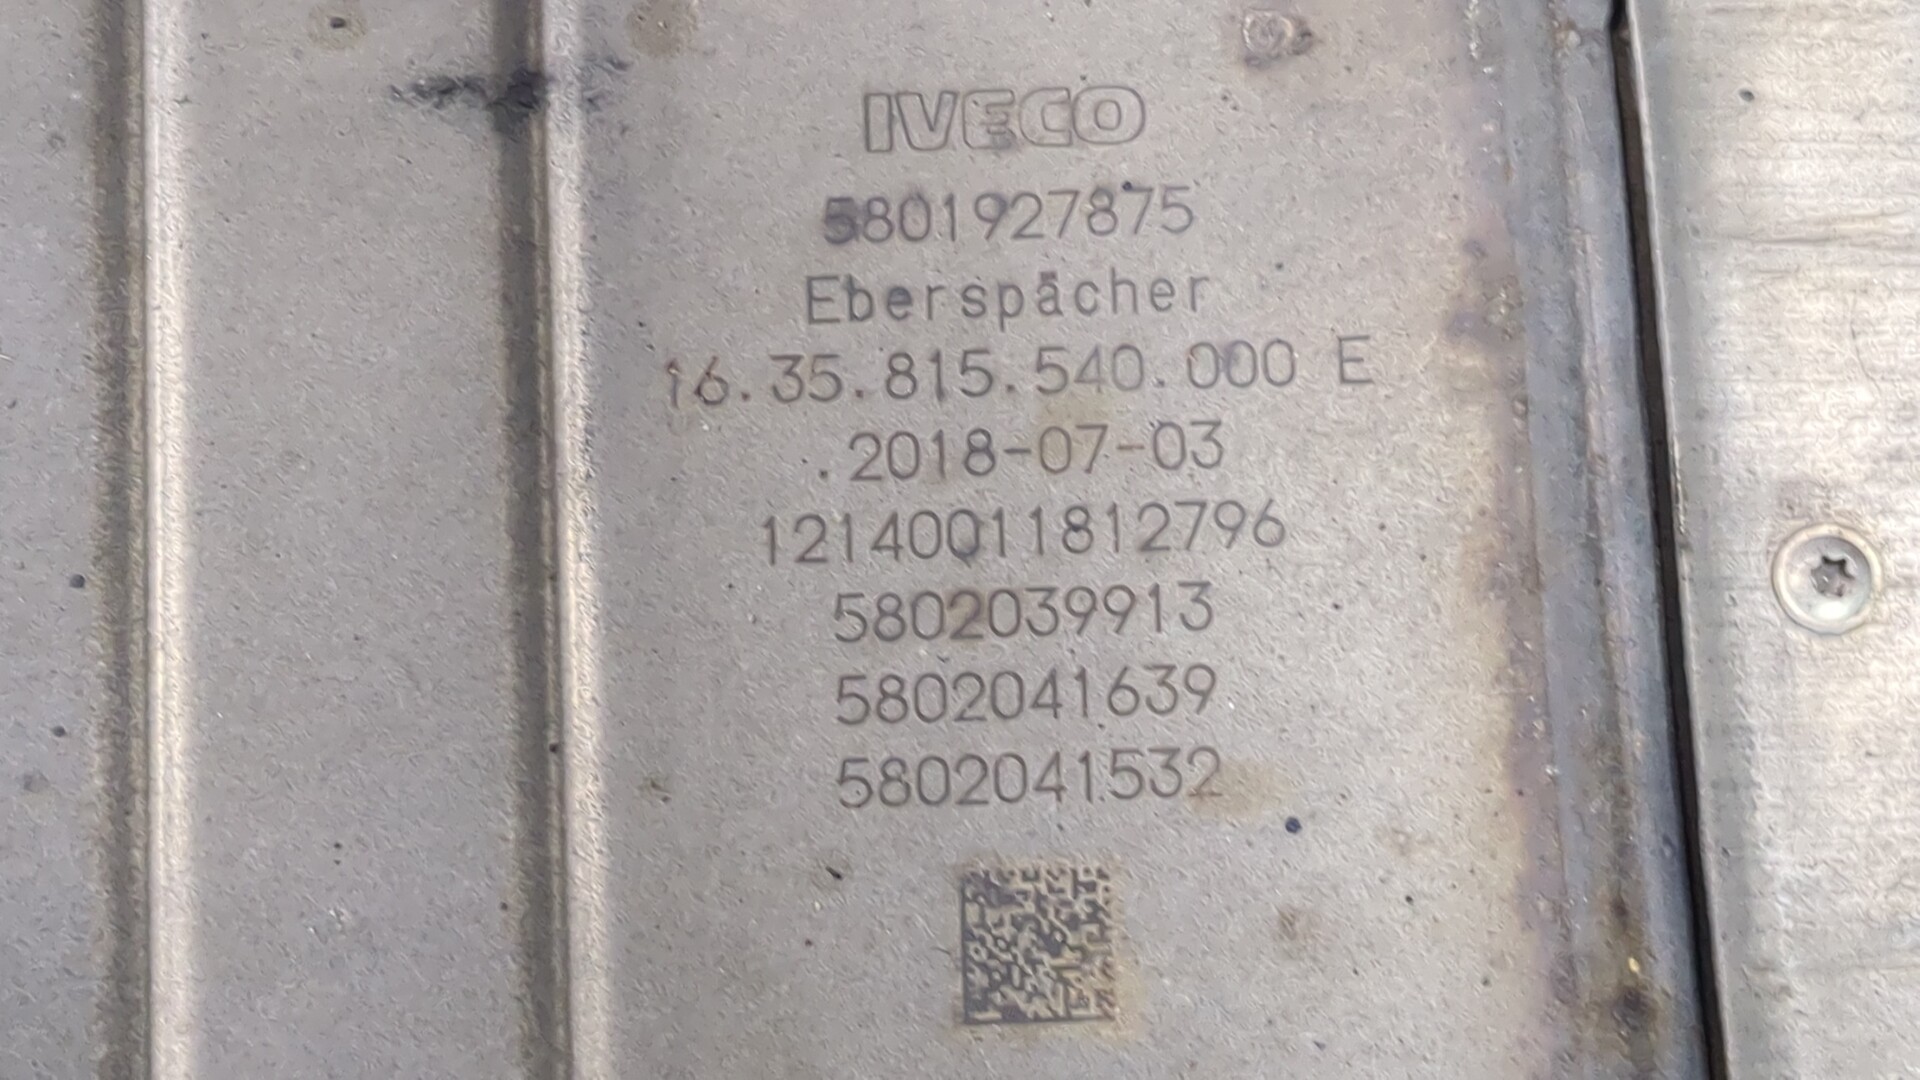 IVECO
5801927875
Eberspächer
16.35.815.540.000 E
.2018-07-03
12140011812796
5802039913
5802041639
5802041532